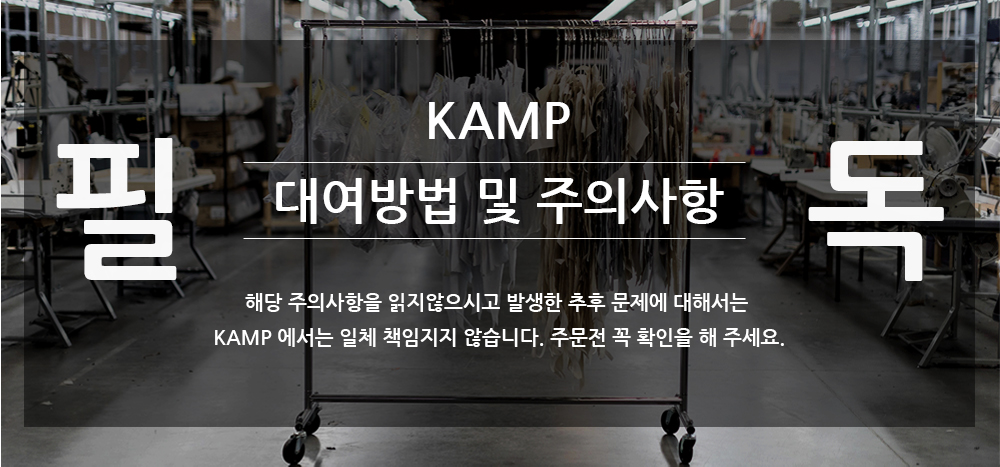 KAMP
필 대여방법 및 주의사항 독
해당 주의사항을 읽지않으시고 발생한 추후 문제에 대해서는
KAMP 에서는 일체 책임지지 않습니다. 주문전 꼭 확인을 해 주세요.